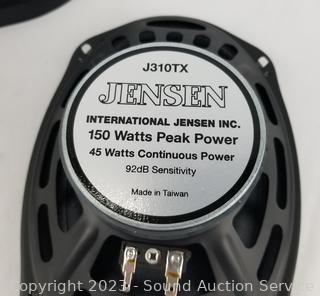 J310TX
JENSEN
INTERNATIONAL JENSEN INC.
150 Watts Peak Power
45 Watts Continuous Power
92dB Sensitivity
Made in Taiwan
Copyright 2023 - Sound Auction Service